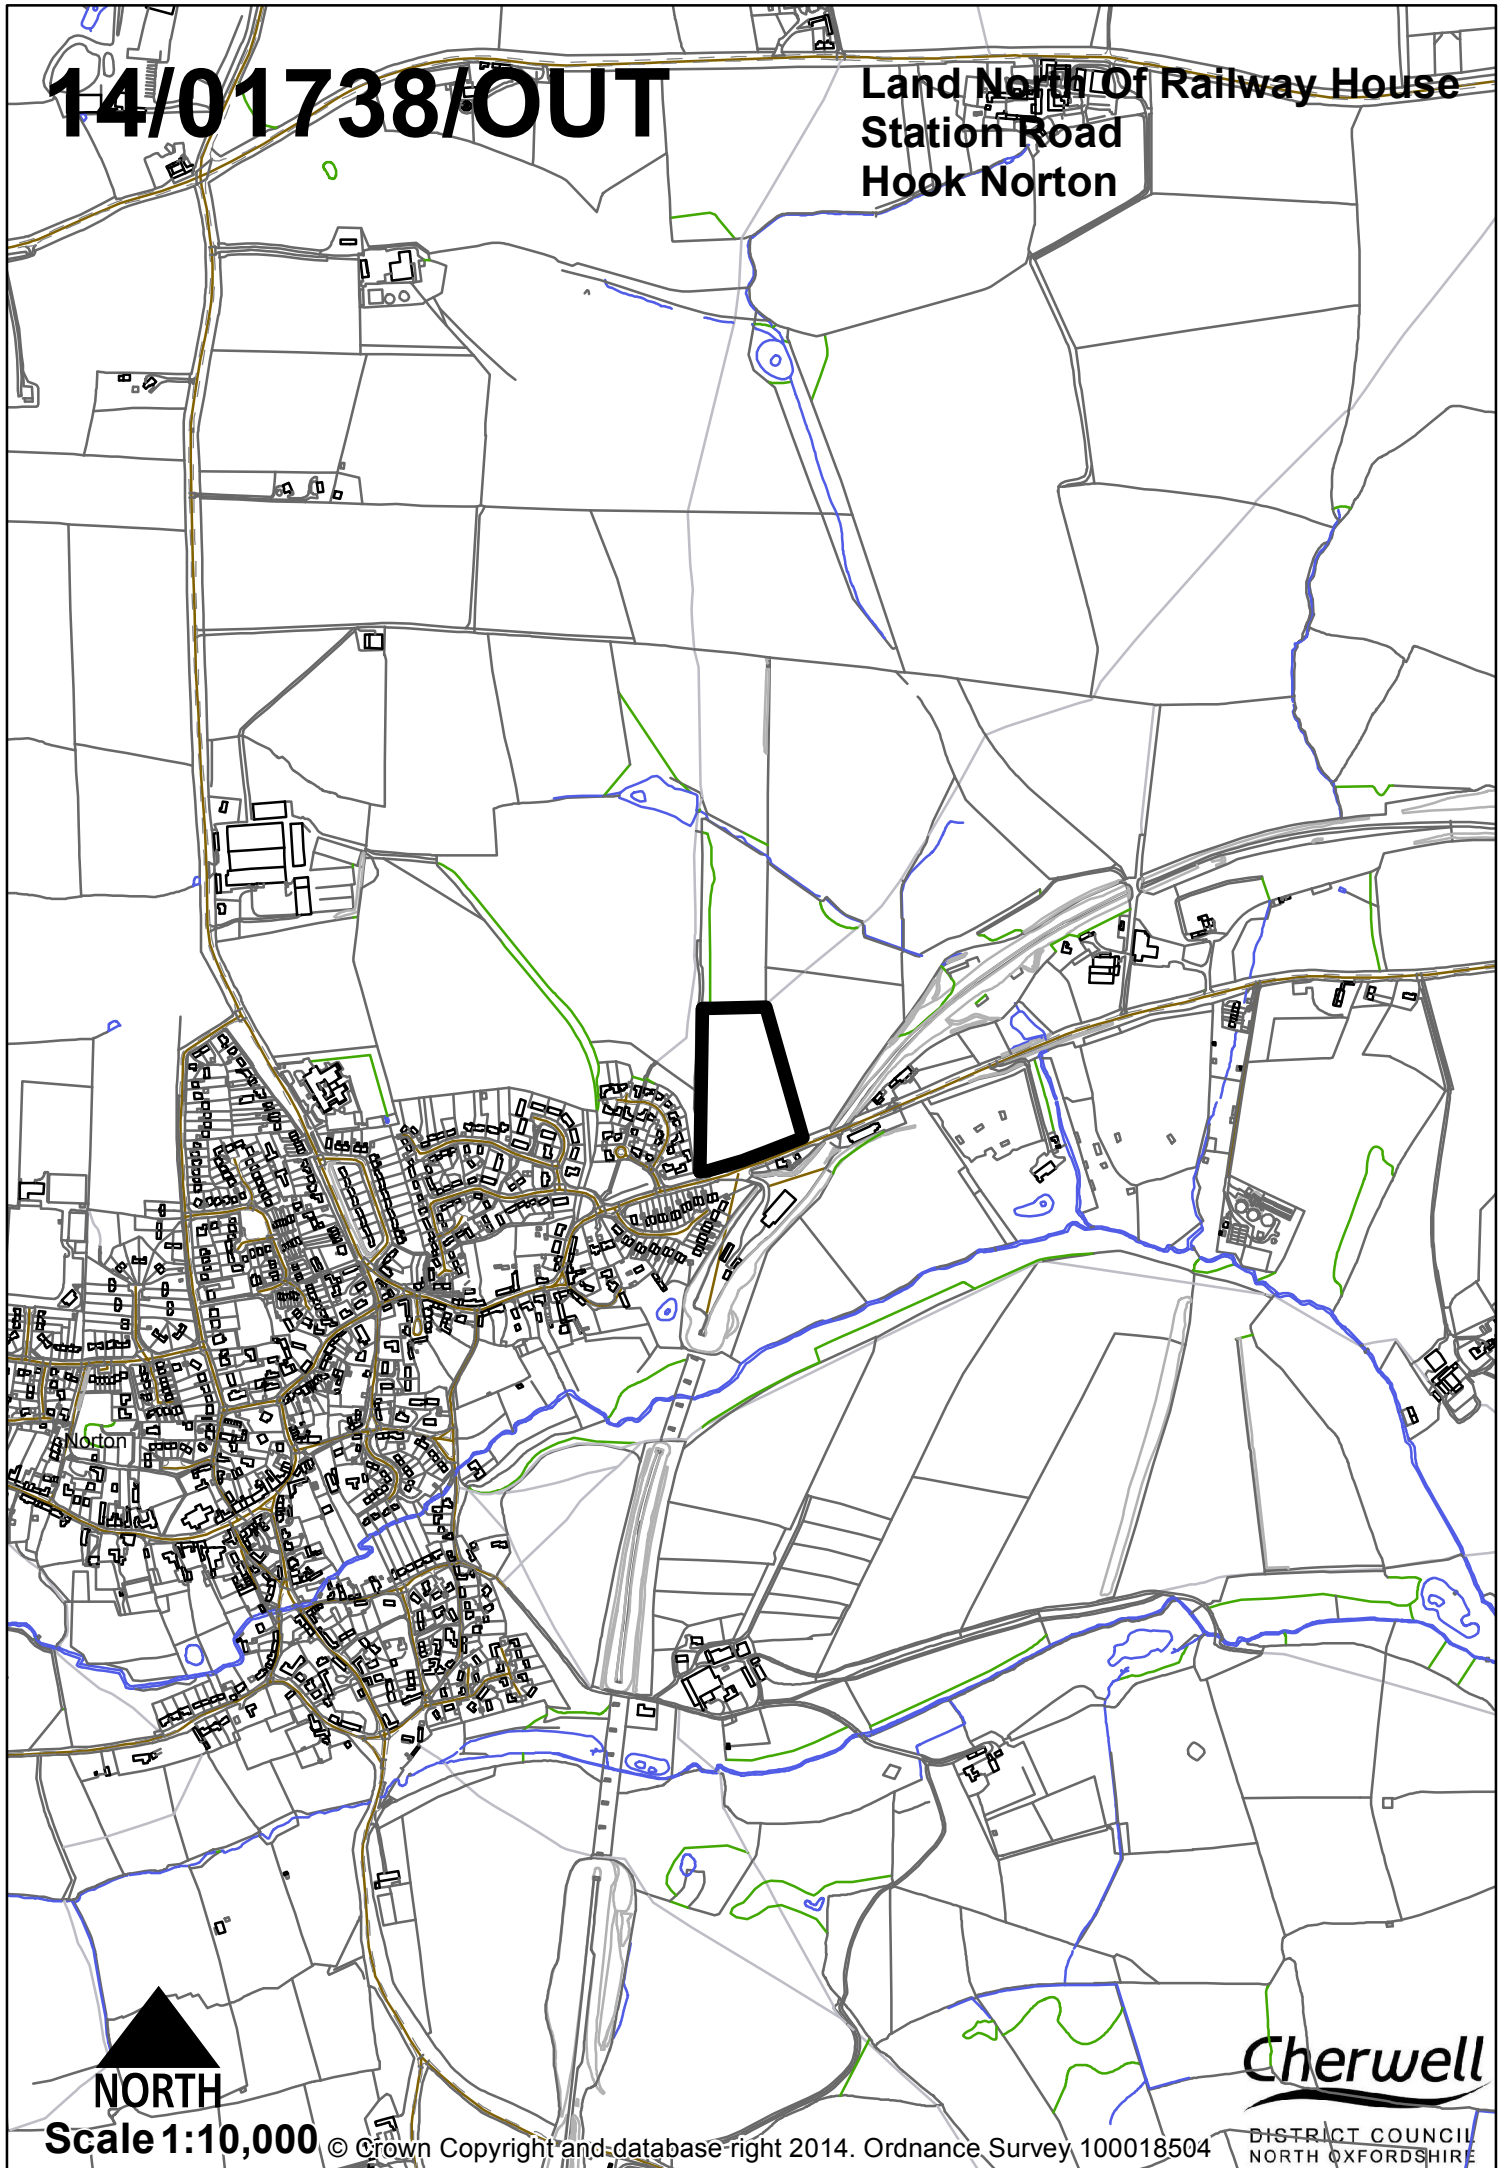 14/01738/OUT
Land North Of Railway House
Station Road
Hook Norton
Norton
NORTH
Scale 1:10,000
© Crown Copyright and database right 2014. Ordnance Survey 100018504
Cherwell
DISTRICT COUNCIL
NORTH OXFORDSHIRE